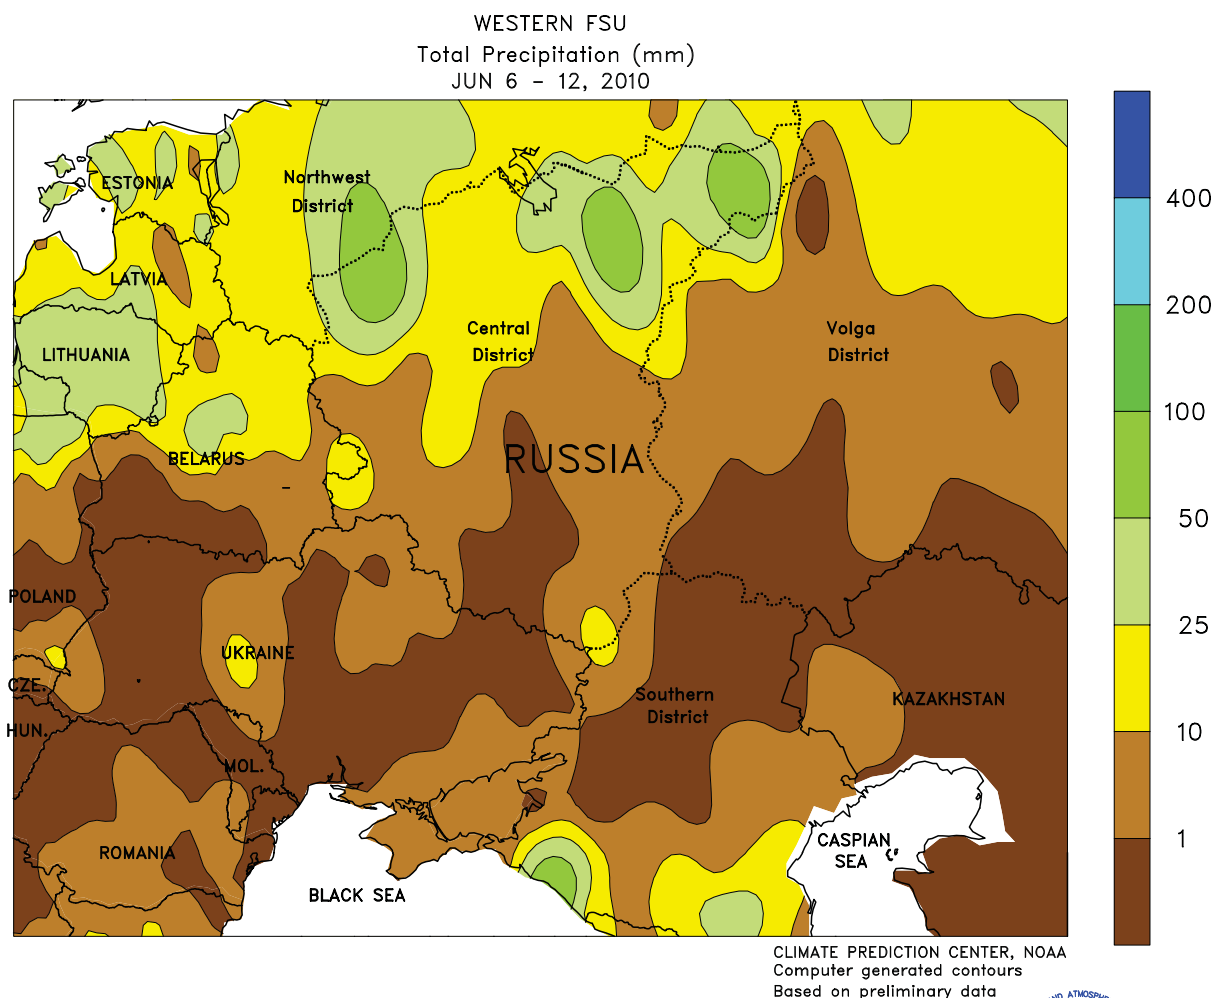 WESTERN FSU
Total Precipitation (mm)
JUN 6 - 12, 2010
400
200
100
50
25
10
1
ESTONIA
Northwest
District
LATVIA
LITHUANIA
Central
District
Volga
District
BELARUS
RUSSIA
POLAND
UKRAINE
CZE.
Southern
District
KAZAKHSTAN
HUN.
MOL.
ROMANIA
CASPIAN
SEA
BLACK SEA
CLIMATE PREDICTION CENTER, NOAA
Computer generated contours
Based on preliminary data